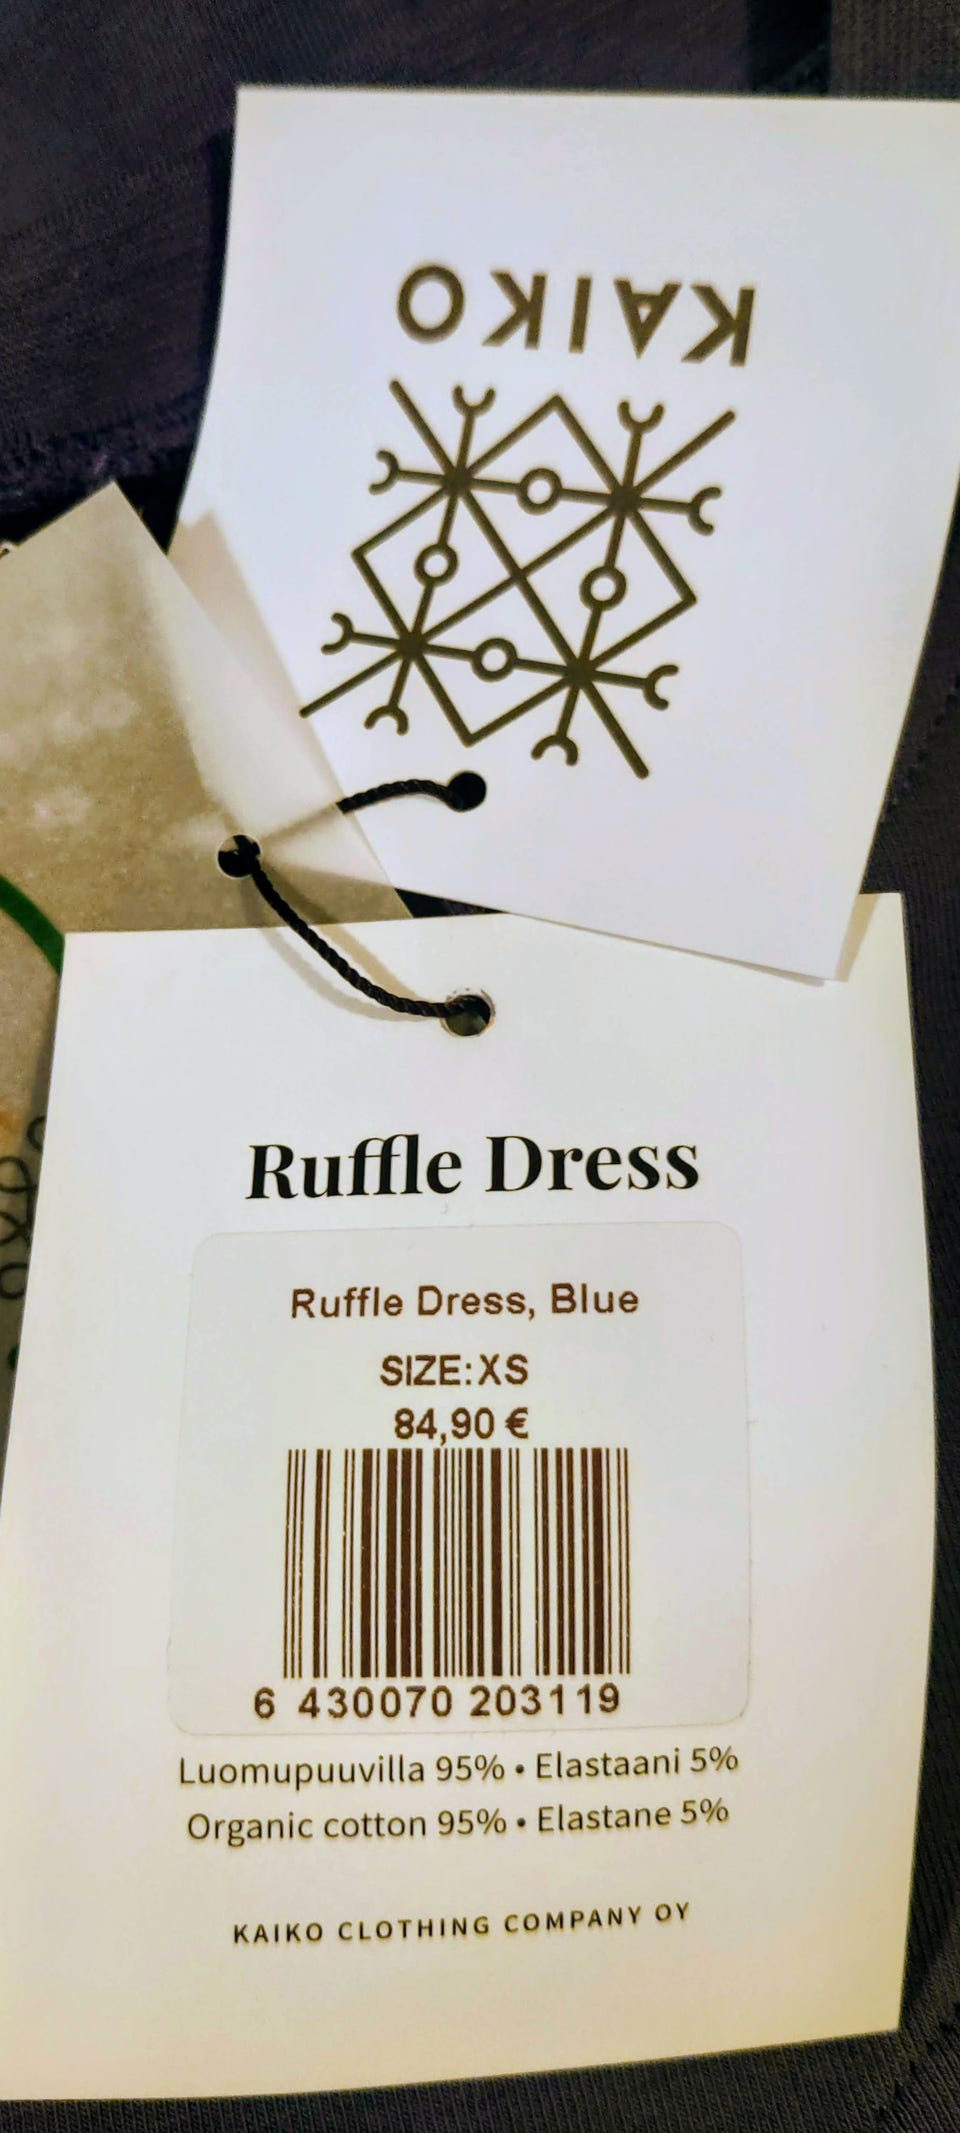 KAIKO
Ruffle Dress
Ruffle Dress, Blue
SIZE:XS
84,90 €
6 430070 203119
Luomupuuvilla 95% • Elastaani 5%
Organic cotton 95% • Elastane 5%
KAIKO CLOTHING COMPANY OY